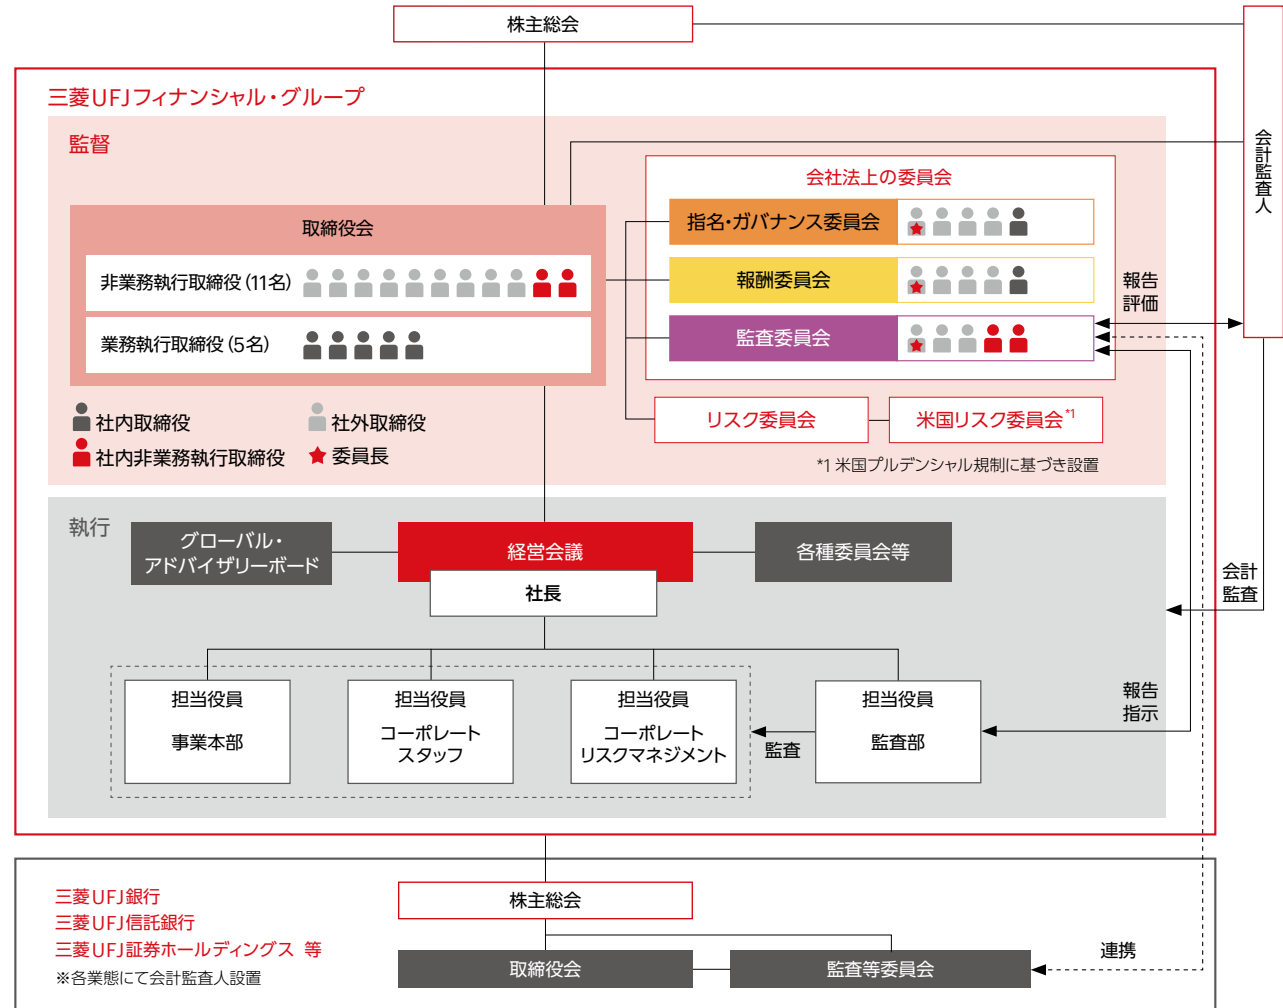 株主総会
会計監査人
三菱UFJフィナンシャル・グループ
監督
会社法上の委員会
取締役会
指名・ガバナンス委員会
非業務執行取締役(11名)
報酬委員会
報告
評価
業務執行取締役(5名)
監査委員会
社内取締役
社外取締役
リスク委員会
米国リスク委員会*1
社内非業務執行取締役
委員長
*1 米国プルデンシャル規制に基づき設置
執行
グローバル・
アドバイザリーボード
経営会議
各種委員会等
社長
会計
監査
担当役員
事業本部
担当役員
コーポレート
スタッフ
担当役員
コーポレート
リスクマネジメント
監査
担当役員
監査部
報告
指示
三菱UFJ銀行
三菱UFJ信託銀行
三菱UFJ証券ホールディングス 等
※各業態にて会計監査人設置
株主総会
取締役会
監査等委員会
連携